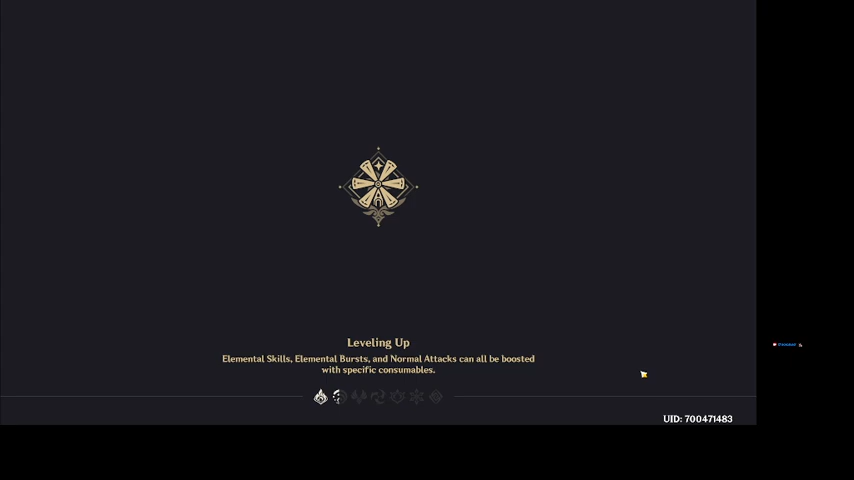 Leveling Up
Elemental Skills, Elemental Bursts, and Normal Attacks can all be boosted
with specific consumables.
UID: 700471483